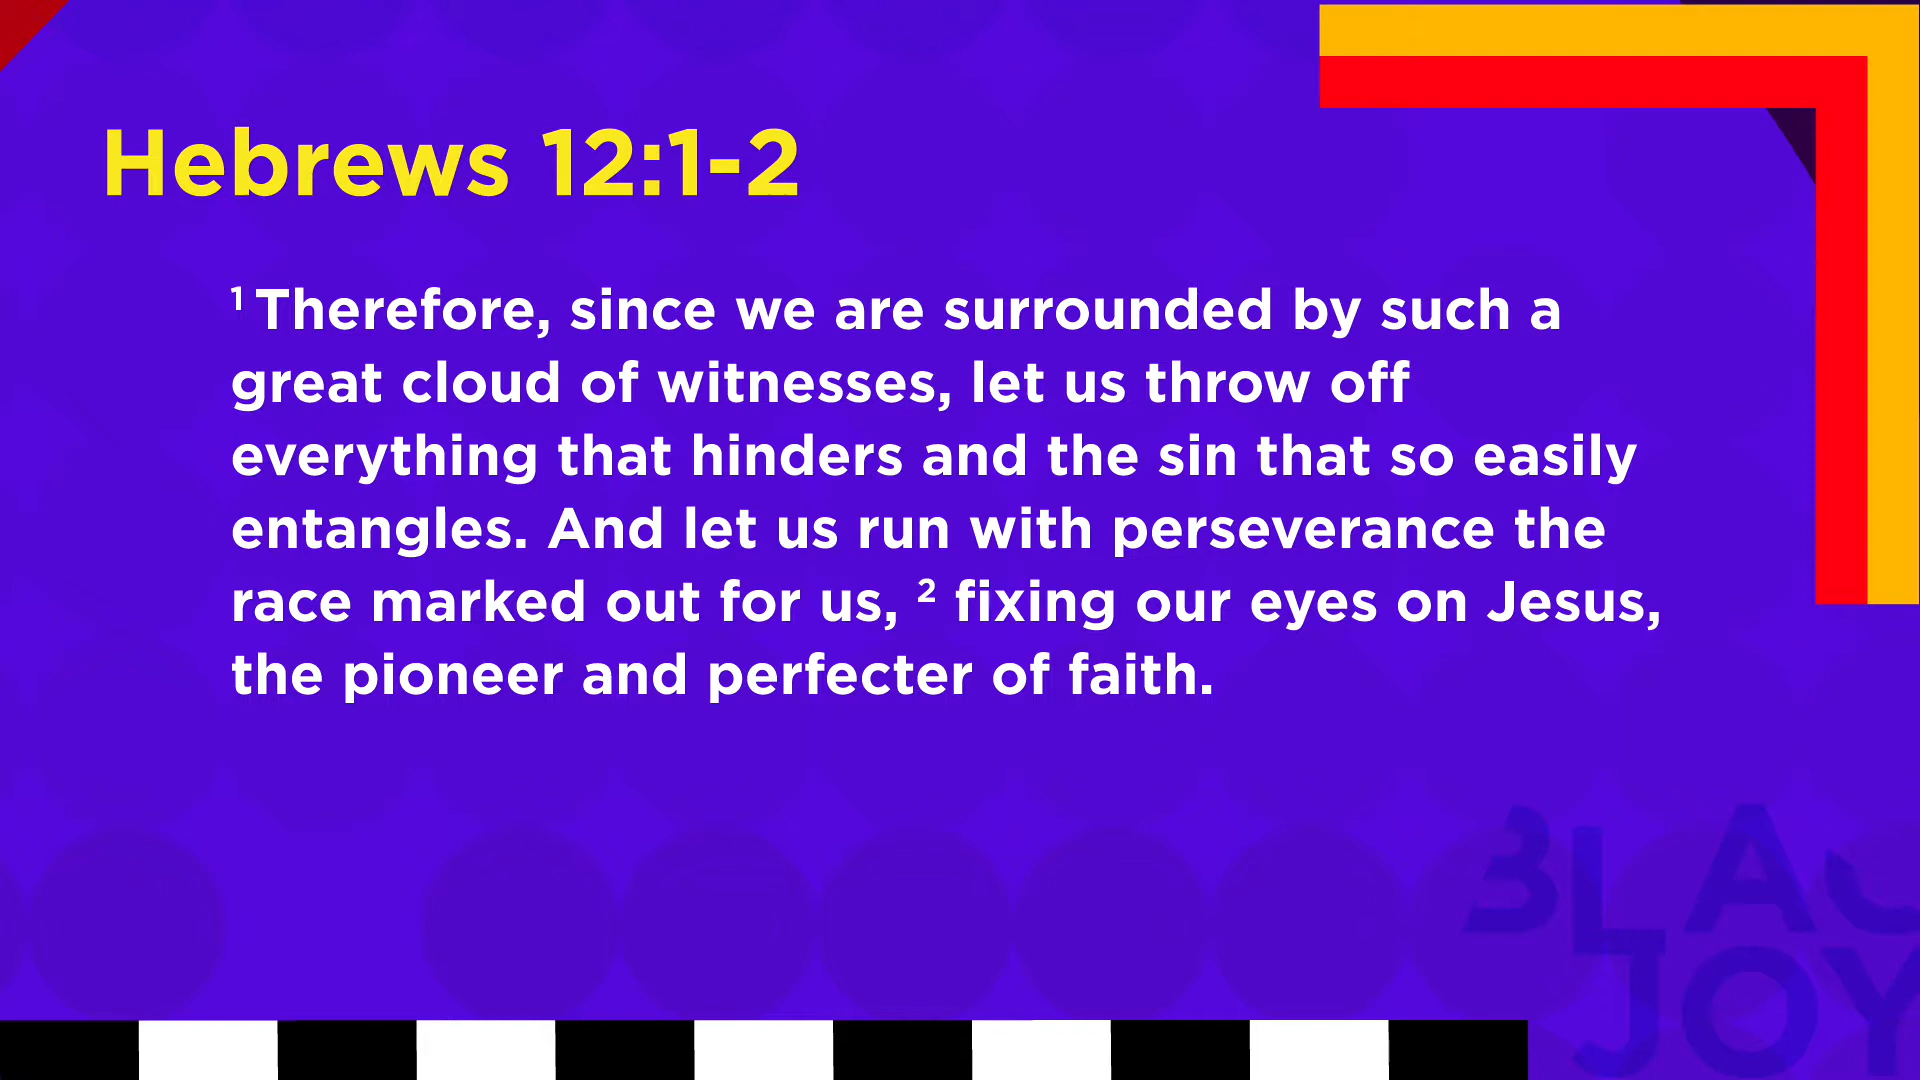 Hebrews 12:1-2
¹ Therefore, since we are surrounded by such a
great cloud of witnesses, let us throw off
everything that hinders and the sin that so easily
entangles. And let us run with perseverance the
race marked out for us, ² fixing our eyes on Jesus,
the pioneer and perfecter of faith.
BLAC
JOY